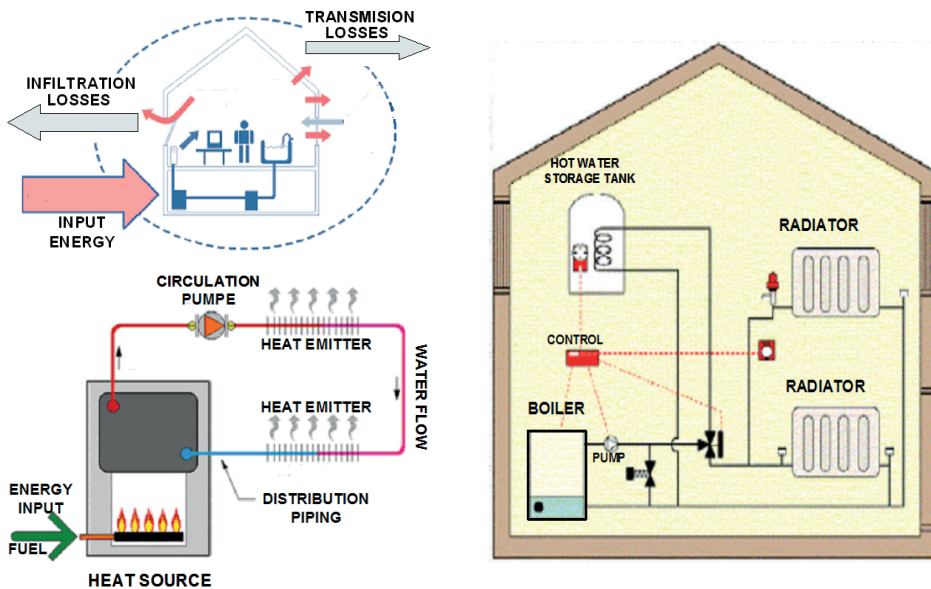 TRANSMISION
LOSSES
INFILTRATION
LOSSES
INPUT
ENERGY
CIRCULATION
PUMPE
HEAT EMITTER
WATER FLOW
HEAT EMITTER
DISTRIBUTION
PIPING
ENERGY
INPUT
FUEL
HEAT SOURCE
HOT WATER
STORAGE TANK
RADIATOR
CONTROL
RADIATOR
BOILER
PUMP